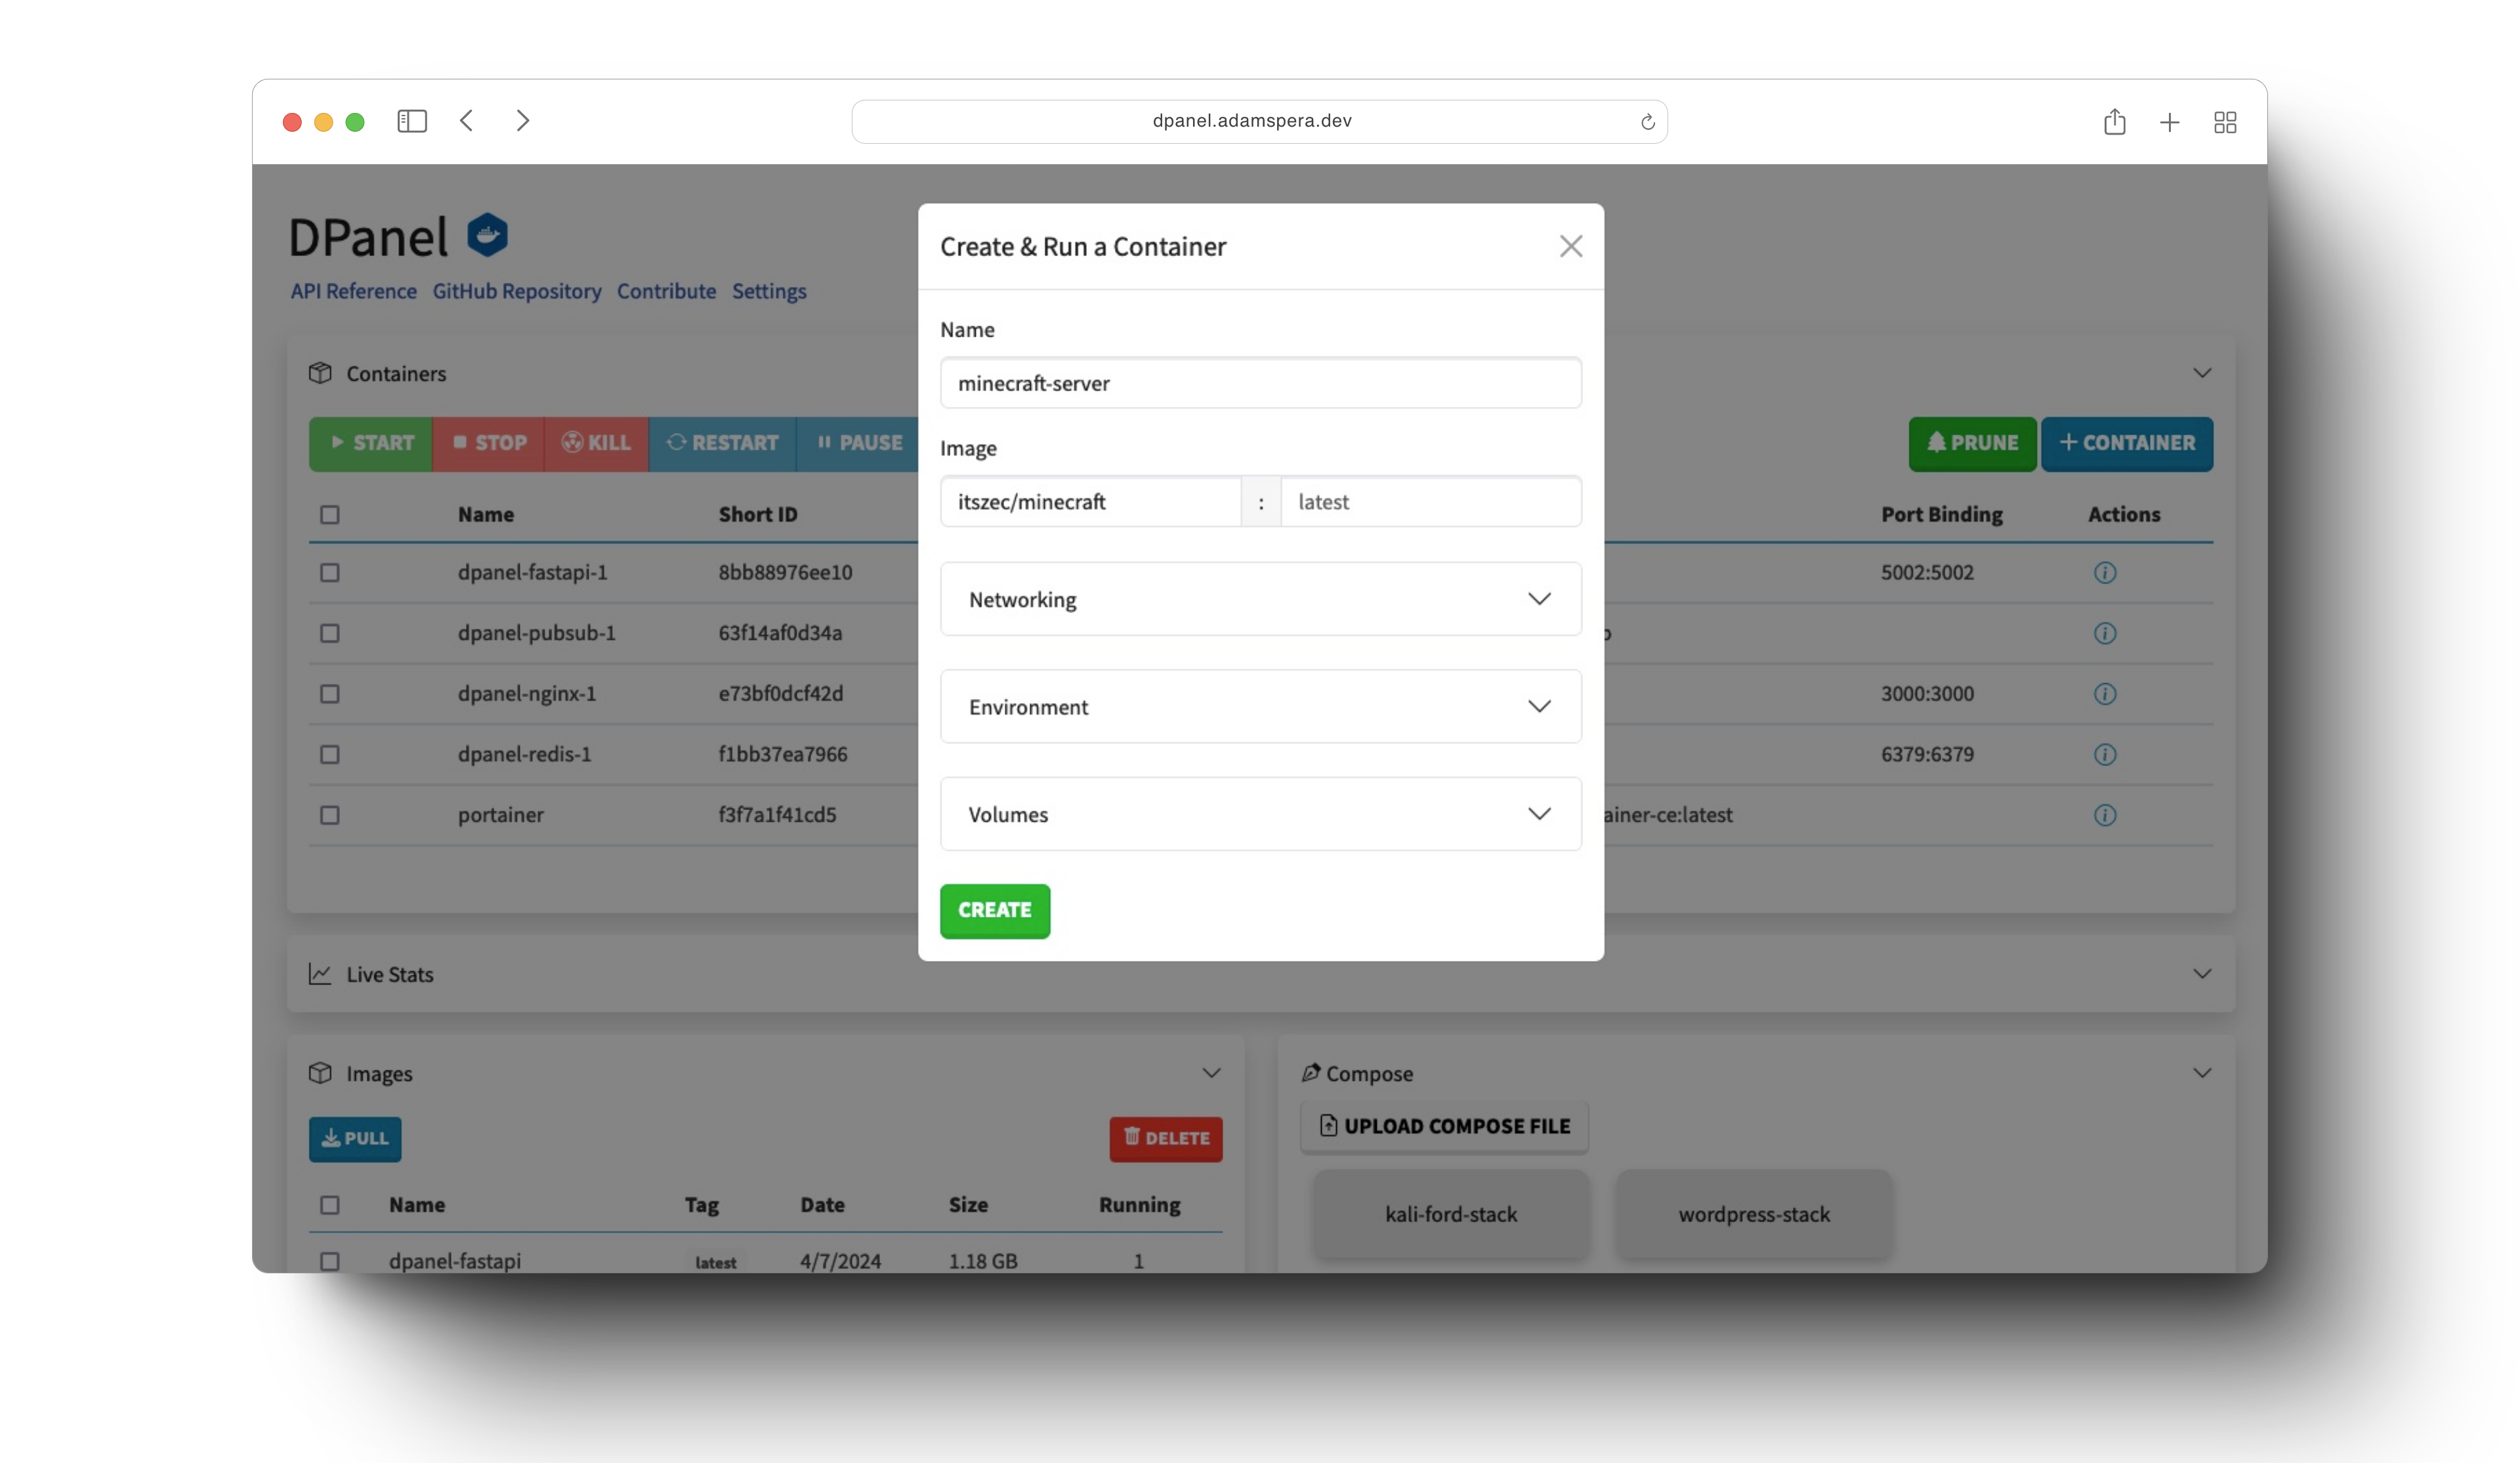 dpanel.adamspera.dev
DPanel
API Reference GitHub Repository Contribute Settings
Create & Run a Container
Name
minecraft-server
Image
itszec/minecraft : latest
Networking
Environment
Volumes
CREATE
Containers
START STOP KILL RESTART PAUSE PRUNE + CONTAINER
Name Short ID Port Binding Actions
dpanel-fastapi-1 8bb88976ee10 5002:5002
dpanel-pubsub-1 63f14af0d34a
dpanel-nginx-1 e73bf0dcf42d 3000:3000
dpanel-redis-1 f1bb37ea7966 6379:6379
portainer f3f7a1f41cd5 ainer-ce:latest
Live Stats
Images
PULL DELETE
Name Tag Date Size Running
dpanel-fastapi latest 4/7/2024 1.18 GB 1
Compose
UPLOAD COMPOSE FILE
kali-ford-stack wordpress-stack